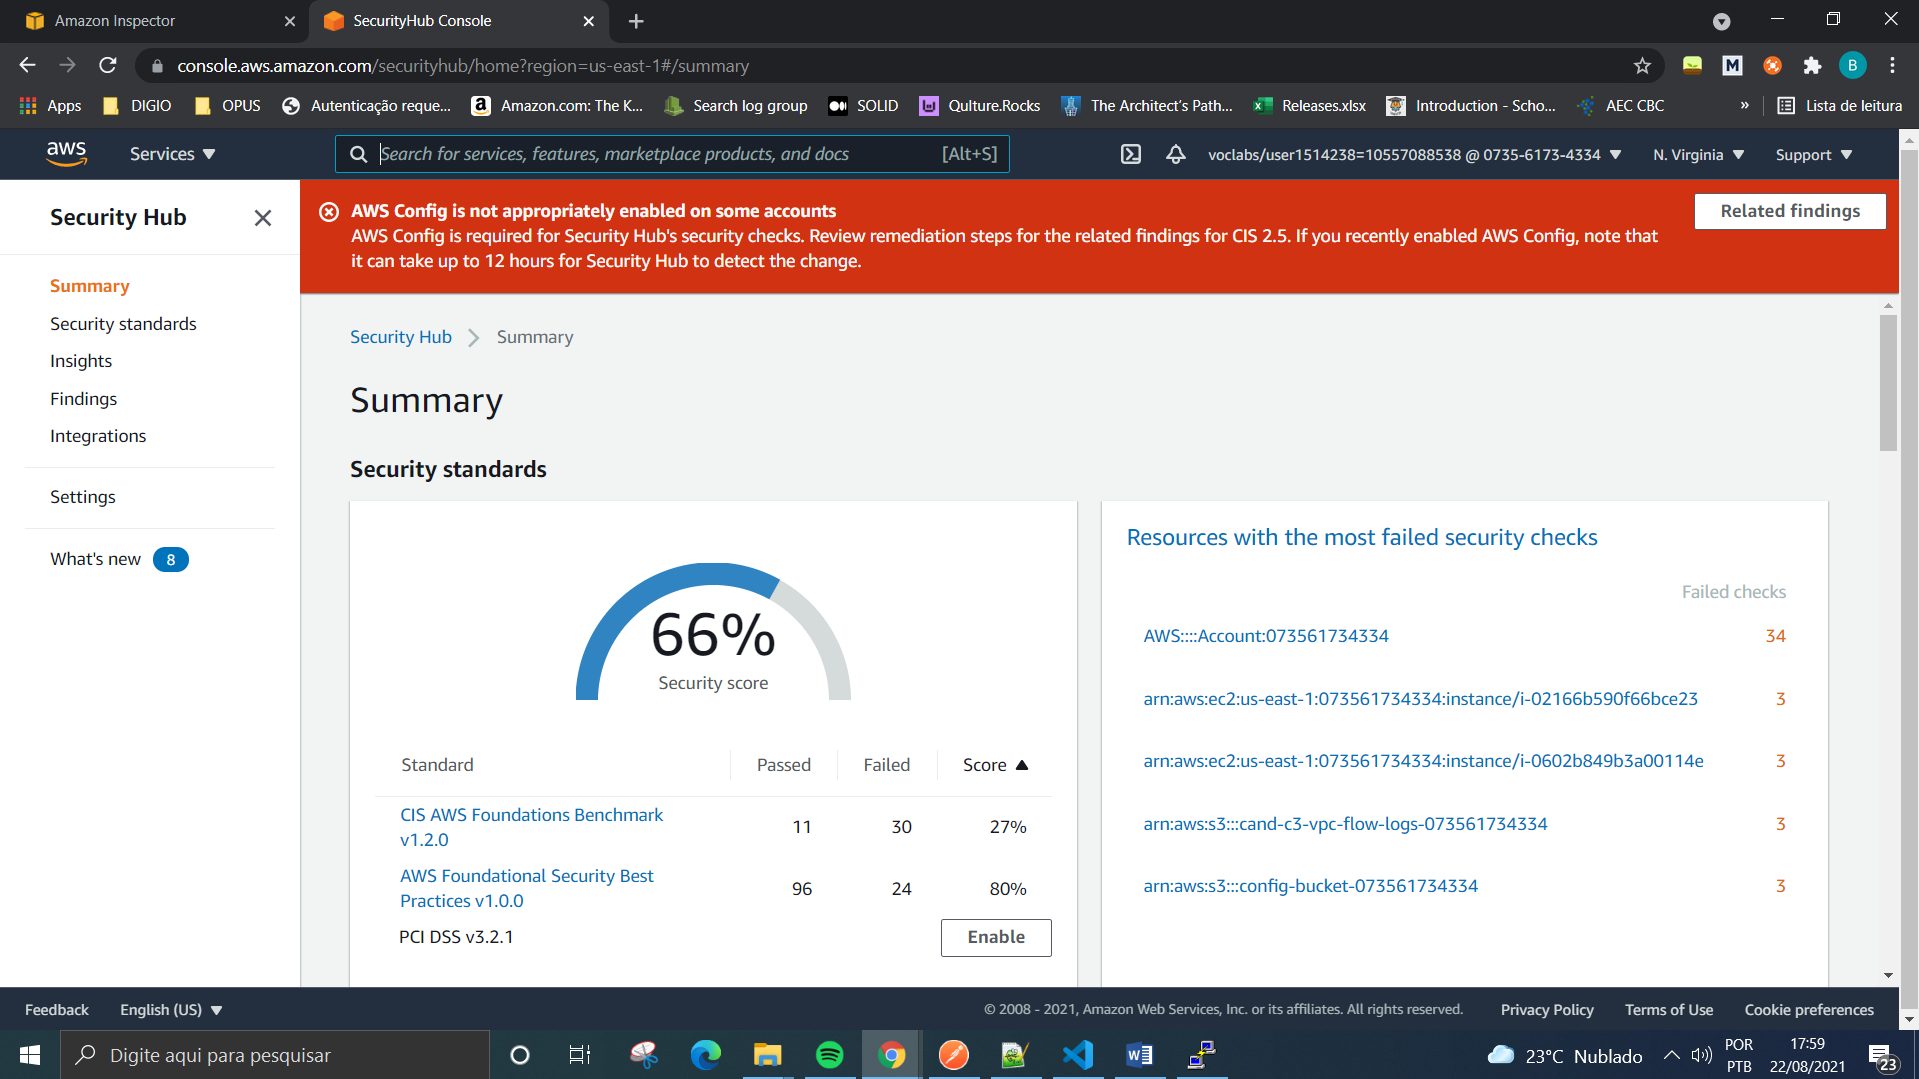 Amazon Inspector
SecurityHub Console
console.aws.amazon.com/securityhub/home?region=us-east-1#/summary
M
B
Apps
DIGIO
OPUS
Autenticação reque...
a
Amazon.com: The K...
Search log group
SOLID
Qulture.Rocks
The Architect's Path...
Releases.xlsx
Introduction - Scho...
AEC CBC
»
Lista de leitura
aws
Services
Search for services, features, marketplace products, and docs
[Alt+S]
voclabs/user1514238=10557088538 @ 0735-6173-4334
N. Virginia
Support
Security Hub
Summary
Security standards
Insights
Findings
Integrations
Settings
What's new 8
AWS Config is not appropriately enabled on some accounts
AWS Config is required for Security Hub's security checks. Review remediation steps for the related findings for CIS 2.5. If you recently enabled AWS Config, note that
it can take up to 12 hours for Security Hub to detect the change.
Related findings
Security Hub
Summary
Summary
Security standards
66%
Security score
Standard Passed Failed Score
CIS AWS Foundations Benchmark
v1.2.0
11 30 27%
AWS Foundational Security Best
Practices v1.0.0
96 24 80%
PCI DSS v3.2.1
Enable
Resources with the most failed security checks
Failed checks
AWS::::Account:073561734334 34
arn:aws:ec2:us-east-1:073561734334:instance/i-02166b590f66bce23 3
arn:aws:ec2:us-east-1:073561734334:instance/i-0602b849b3a00114e 3
arn:aws:s3:::cand-c3-vpc-flow-logs-073561734334 3
arn:aws:s3:::config-bucket-073561734334 3
Feedback
English (US)
© 2008 - 2021, Amazon Web Services, Inc. or its affiliates. All rights reserved.
Privacy Policy
Terms of Use
Cookie preferences
Digite aqui para pesquisar
23°C Nublado
POR
PTB
17:59
22/08/2021
23